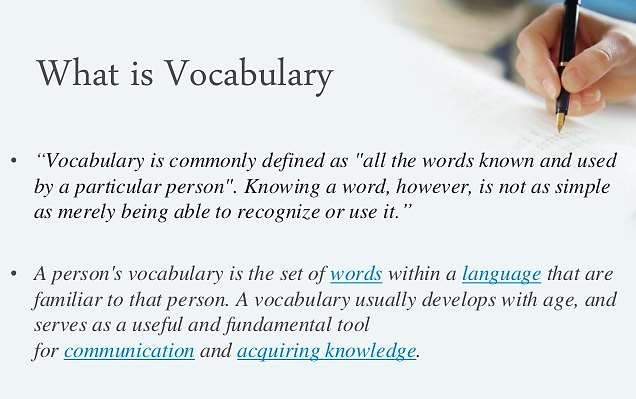 What is Vocabulary
• “Vocabulary is commonly defined as "all the words known and used
by a particular person". Knowing a word, however, is not as simple
as merely being able to recognize or use it.”
• A person's vocabulary is the set of words within a language that are
familiar to that person. A vocabulary usually develops with age, and
serves as a useful and fundamental tool
for communication and acquiring knowledge.